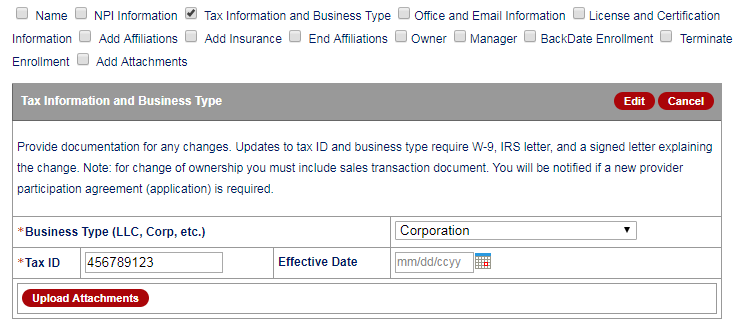 Name NPI Information Tax Information and Business Type Office and Email Information License and Certification
Information Add Affiliations Add Insurance End Affiliations Owner Manager BackDate Enrollment Terminate
Enrollment Add Attachments
Tax Information and Business Type Edit Cancel
Provide documentation for any changes. Updates to tax ID and business type require W-9, IRS letter, and a signed letter explaining
the change. Note: for change of ownership you must include sales transaction document. You will be notified if a new provider
participation agreement (application) is required.
*Business Type (LLC, Corp, etc.) Corporation
*Tax ID 456789123 Effective Date mm/dd/ccyy
Upload Attachments